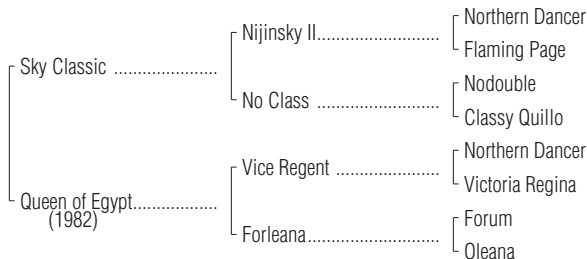 Northern Dancer
Nijinsky II
Flaming Page
Sky Classic
Nodouble
No Class
Classy Quillo
Northern Dancer
Vice Regent
Victoria Regina
Queen of Egypt
(1982)
Forum
Forleana
Oleana